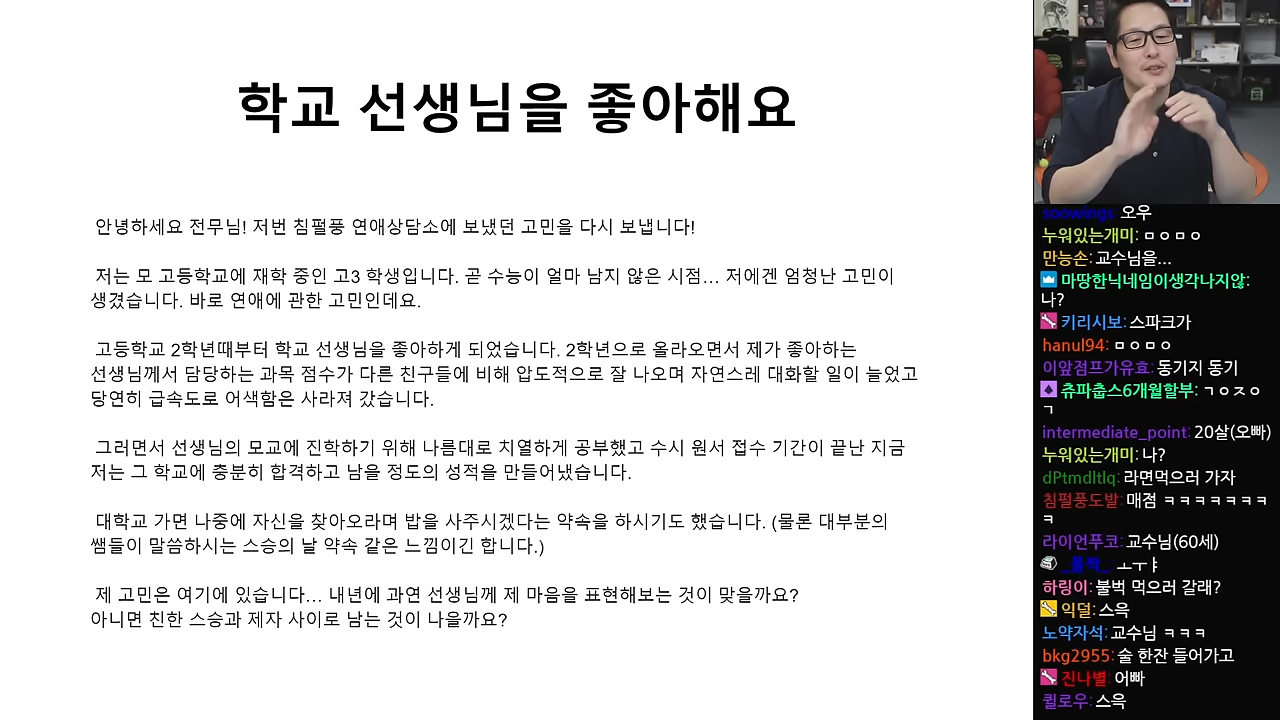 학교 선생님을 좋아해요
안녕하세요 전무님! 저번 침펄풍 연애상담소에 보냈던 고민을 다시 보냅니다!
저는 모 고등학교에 재학 중인 고3 학생입니다. 곧 수능이 얼마 남지 않은 시점… 저에겐 엄청난 고민이
생겼습니다. 바로 연애에 관한 고민인데요.
고등학교 2학년때부터 학교 선생님을 좋아하게 되었습니다. 2학년으로 올라오면서 제가 좋아하는
선생님께서 담당하는 과목 점수가 다른 친구들에 비해 압도적으로 잘 나오며 자연스레 대화할 일이 늘었고
당연히 급속도로 어색함은 사라져 갔습니다.
그러면서 선생님의 모교에 진학하기 위해 나름대로 치열하게 공부했고 수시 원서 접수 기간이 끝난 지금
저는 그 학교에 충분히 합격하고 남을 정도의 성적을 만들어냈습니다.
대학교 가면 나중에 자신을 찾아오라며 밥을 사주시겠다는 약속을 하시기도 했습니다. (물론 대부분의
쌤들이 말씀하시는 스승의 날 약속 같은 느낌이긴 합니다.)
제 고민은 여기에 있습니다… 내년에 과연 선생님께 제 마음을 표현해보는 것이 맞을까요?
아니면 친한 스승과 제자 사이로 남는 것이 나을까요?
soowings: 오우
누워있는개미: ㅁㅇㅁㅇ
만능손: 교수님을...
마땅한닉네임이생각나지않:
나?
키리시보: 스파크가
hanul94: ㅁㅇㅁㅇ
이앞점프가유효: 동기지 동기
츄파춥스6개월할부: ㄱㅇㅈㅇ
ㄱ
intermediate_point: 20살(오빠)
누워있는개미: 나?
dPtmdltlq: 라면먹으러 가자
침펄풍도발: 매점 ㅋㅋㅋㅋㅋㅋㅋ
ㅋ
라이언푸코: 교수님(60세)
ㅗㅜㅑ
하링이: 불벅 먹으러 갈래?
익덜: 스윽
노약자석: 교수님 ㅋㅋㅋ
bkg2955: 술 한잔 들어가고
진나별: 어빠
퀼로우: 스윽